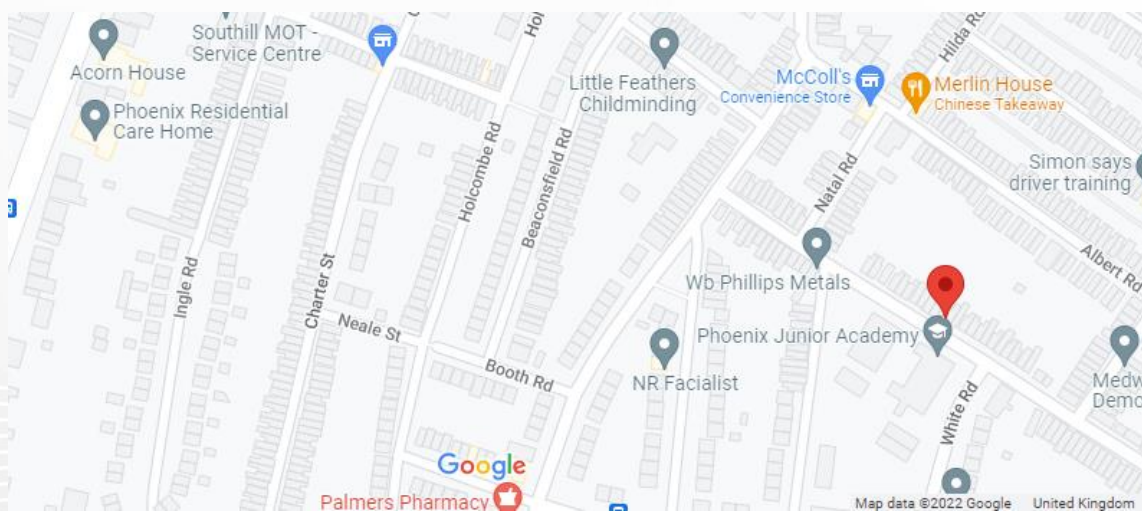 Southill MOT -
Service Centre
Acorn House
Phoenix Residential
Care Home
Little Feathers
Childminding
McColl's
Convenience Store
Hilda Rd
Merlin House
Chinese Takeaway
Simon says
driver training
Holcombe Rd
Beaconsfield Rd
Natal Rd
Albert Rd
Ingle Rd
Charter St
Neale St
Booth Rd
Wb Phillips Metals
Phoenix Junior Academy
NR Facialist
White Rd
Medw
Demo
Google
Palmers Pharmacy
Map data ©2022 Google
United Kingdom